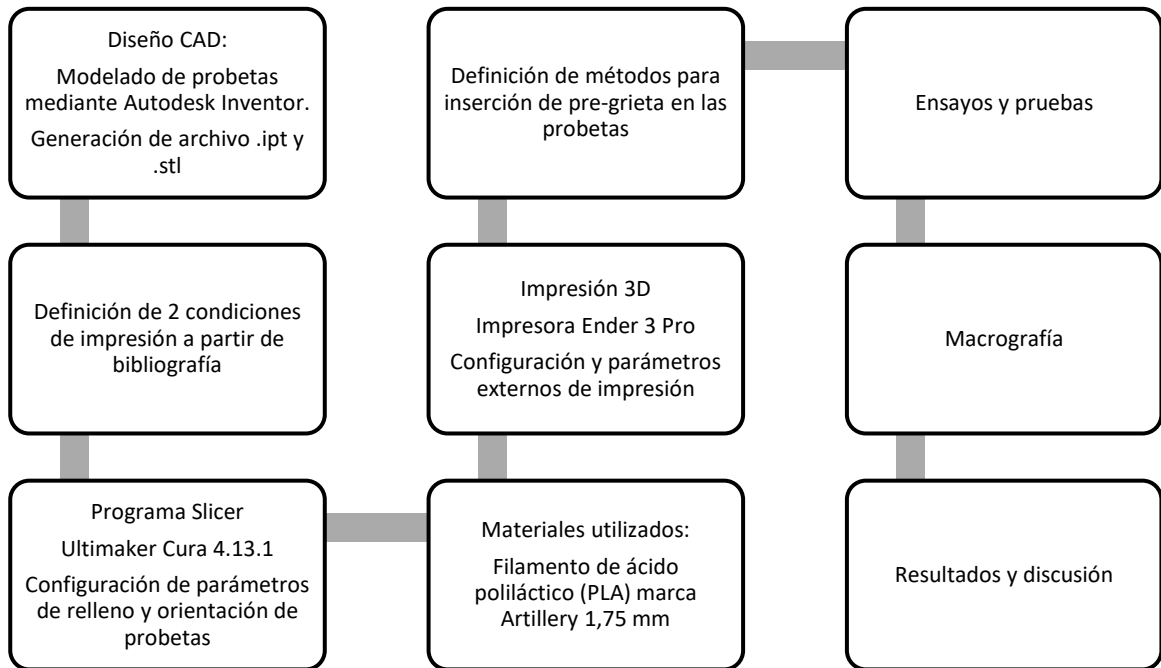 Diseño CAD:
Modelado de probetas
mediante Autodesk Inventor.
Generación de archivo .ipt y
.stl
Definición de 2 condiciones
de impresión a partir de
bibliografía
Programa Slicer
Ultimaker Cura 4.13.1
Configuración de parámetros
de relleno y orientación de
probetas
Materiales utilizados:
Filamento de ácido
poliláctico (PLA) marca
Artillery 1,75 mm
Impresión 3D
Impresora Ender 3 Pro
Configuración y parámetros
externos de impresión
Definición de métodos para
inserción de pre-grieta en las
probetas
Ensayos y pruebas
Macrografía
Resultados y discusión